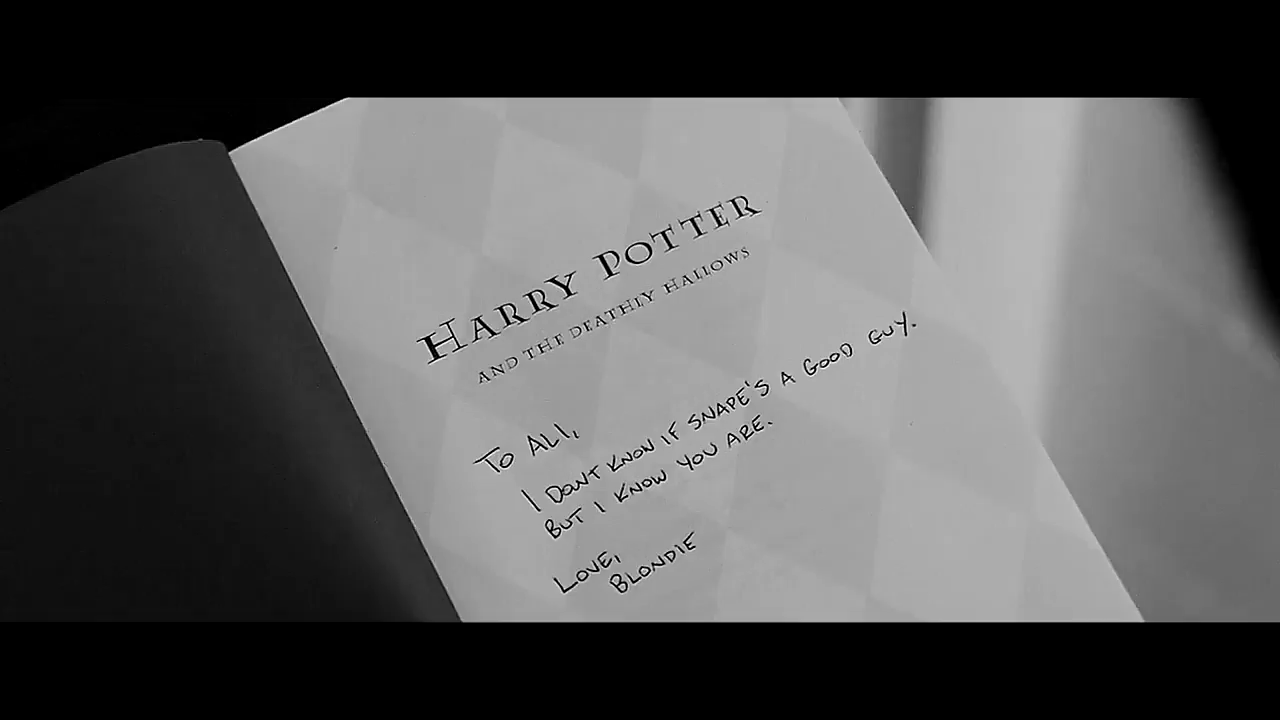 HARRY POTTER
AND THE DEATHLY HALLOWS
TO ALI,
I DON'T KNOW IF SNAPE'S A GOOD GUY.
BUT I KNOW YOU ARE.
LOVE,
BLONDIE